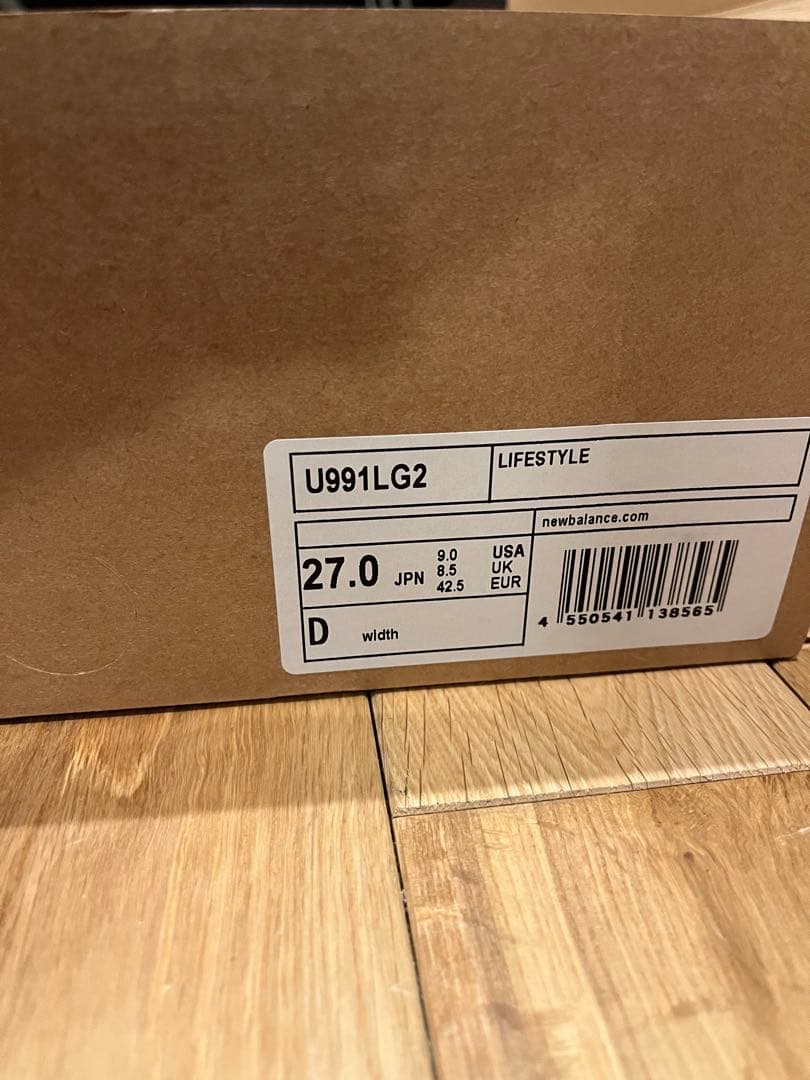 U991LG2
LIFESTYLE
newbalance.com
27.0 JPN
9.0 USA
8.5 UK
42.5 EUR
D width
4 550541 138565